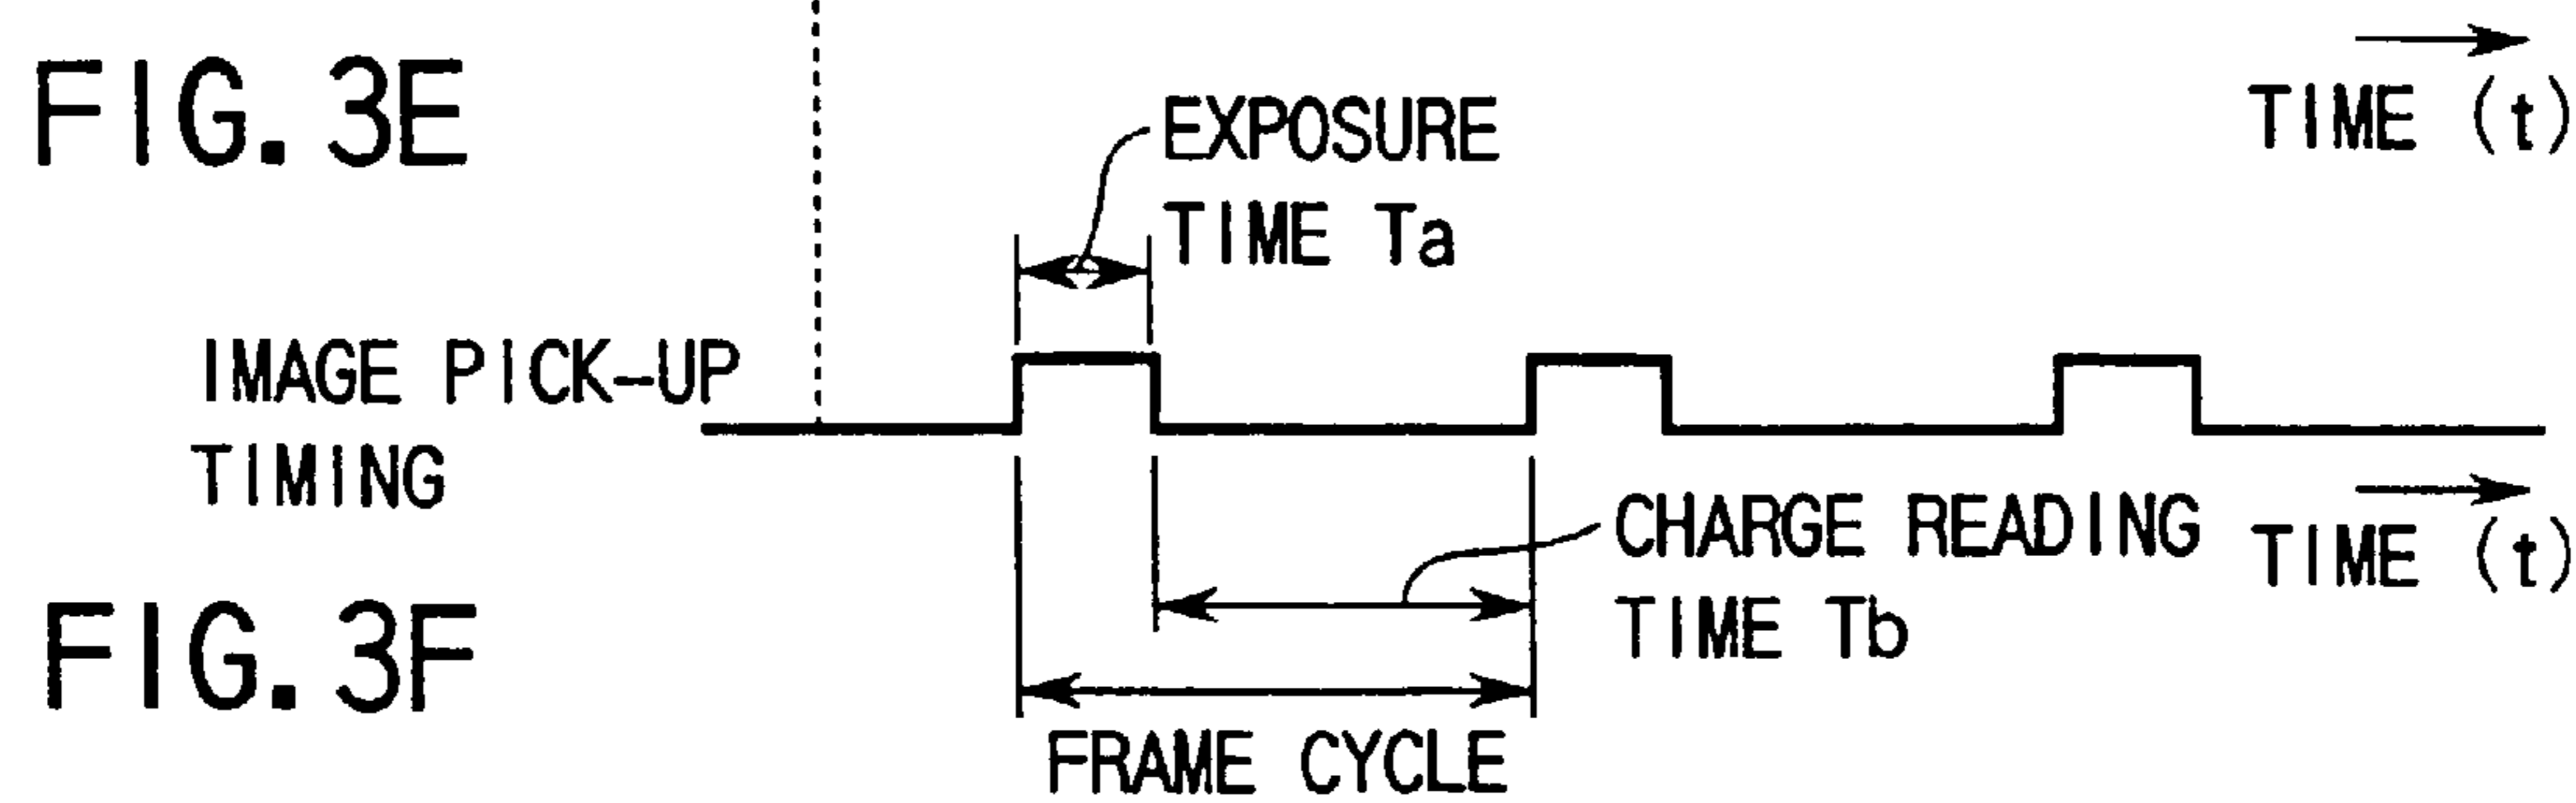 FIG. 3E
TIME (t)
EXPOSURE
TIME Ta
IMAGE PICK-UP
TIMING
CHARGE READING
TIME Tb
TIME (t)
FIG. 3F
FRAME CYCLE